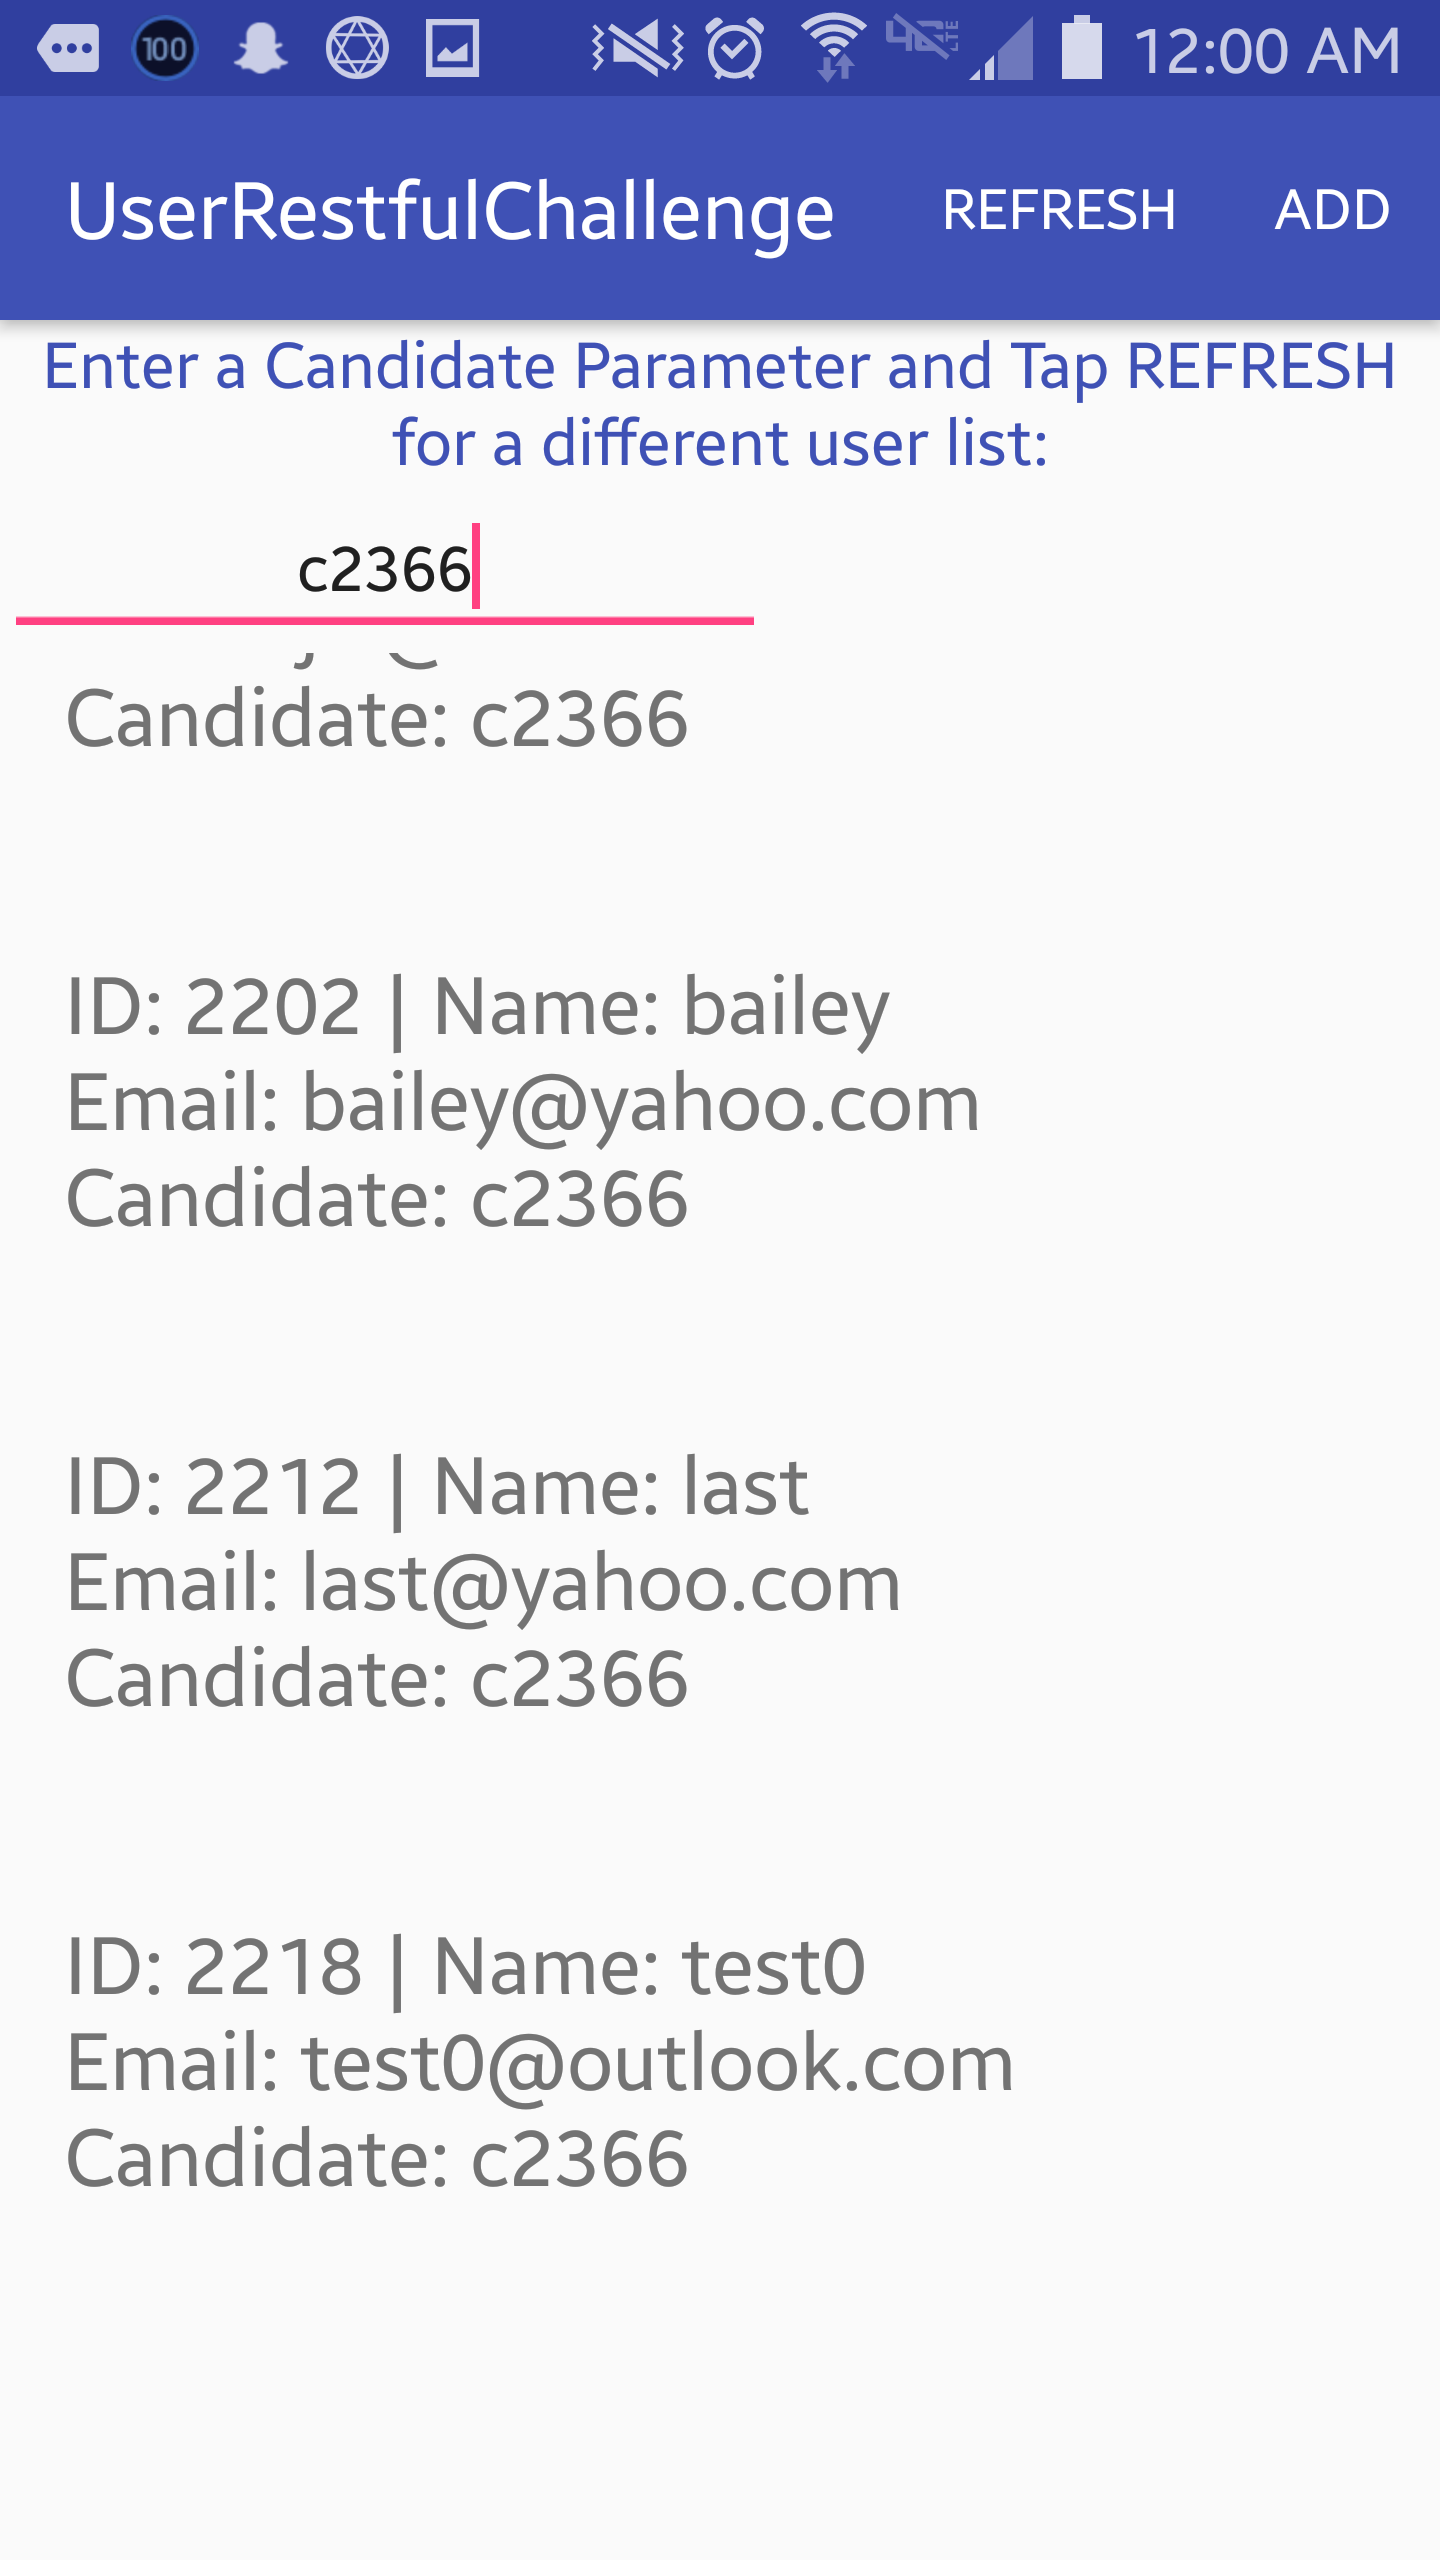 100
4G LTE
12:00 AM
UserRestfulChallenge
REFRESH
ADD
Enter a Candidate Parameter and Tap REFRESH
for a different user list:
c2366
Candidate: c2366
ID: 2202 | Name: bailey
Email: bailey@yahoo.com
Candidate: c2366
ID: 2212 | Name: last
Email: last@yahoo.com
Candidate: c2366
ID: 2218 | Name: test0
Email: test0@outlook.com
Candidate: c2366